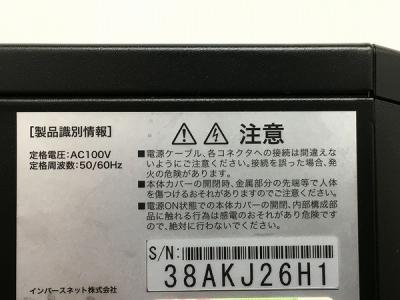 [製品識別情報]
定格電圧:AC100V
定格周波数:50/60Hz
注意
■電源ケーブル、各コネクタへの接続は間違えな
いようにご注意ください。接続を誤った場合、発
火の危険があります。
■本体カバーの開閉時、金属部分の先端等で人体
を傷つけるおそれがありますのでご注意ください。
■電源ON状態での本体カバーの開閉、内部構成部
品に触れる行為は感電のおそれがあり危険ですの
で、絶対に行わないでください。
S/N:
38AKJ26H1
インバースネット株式会社